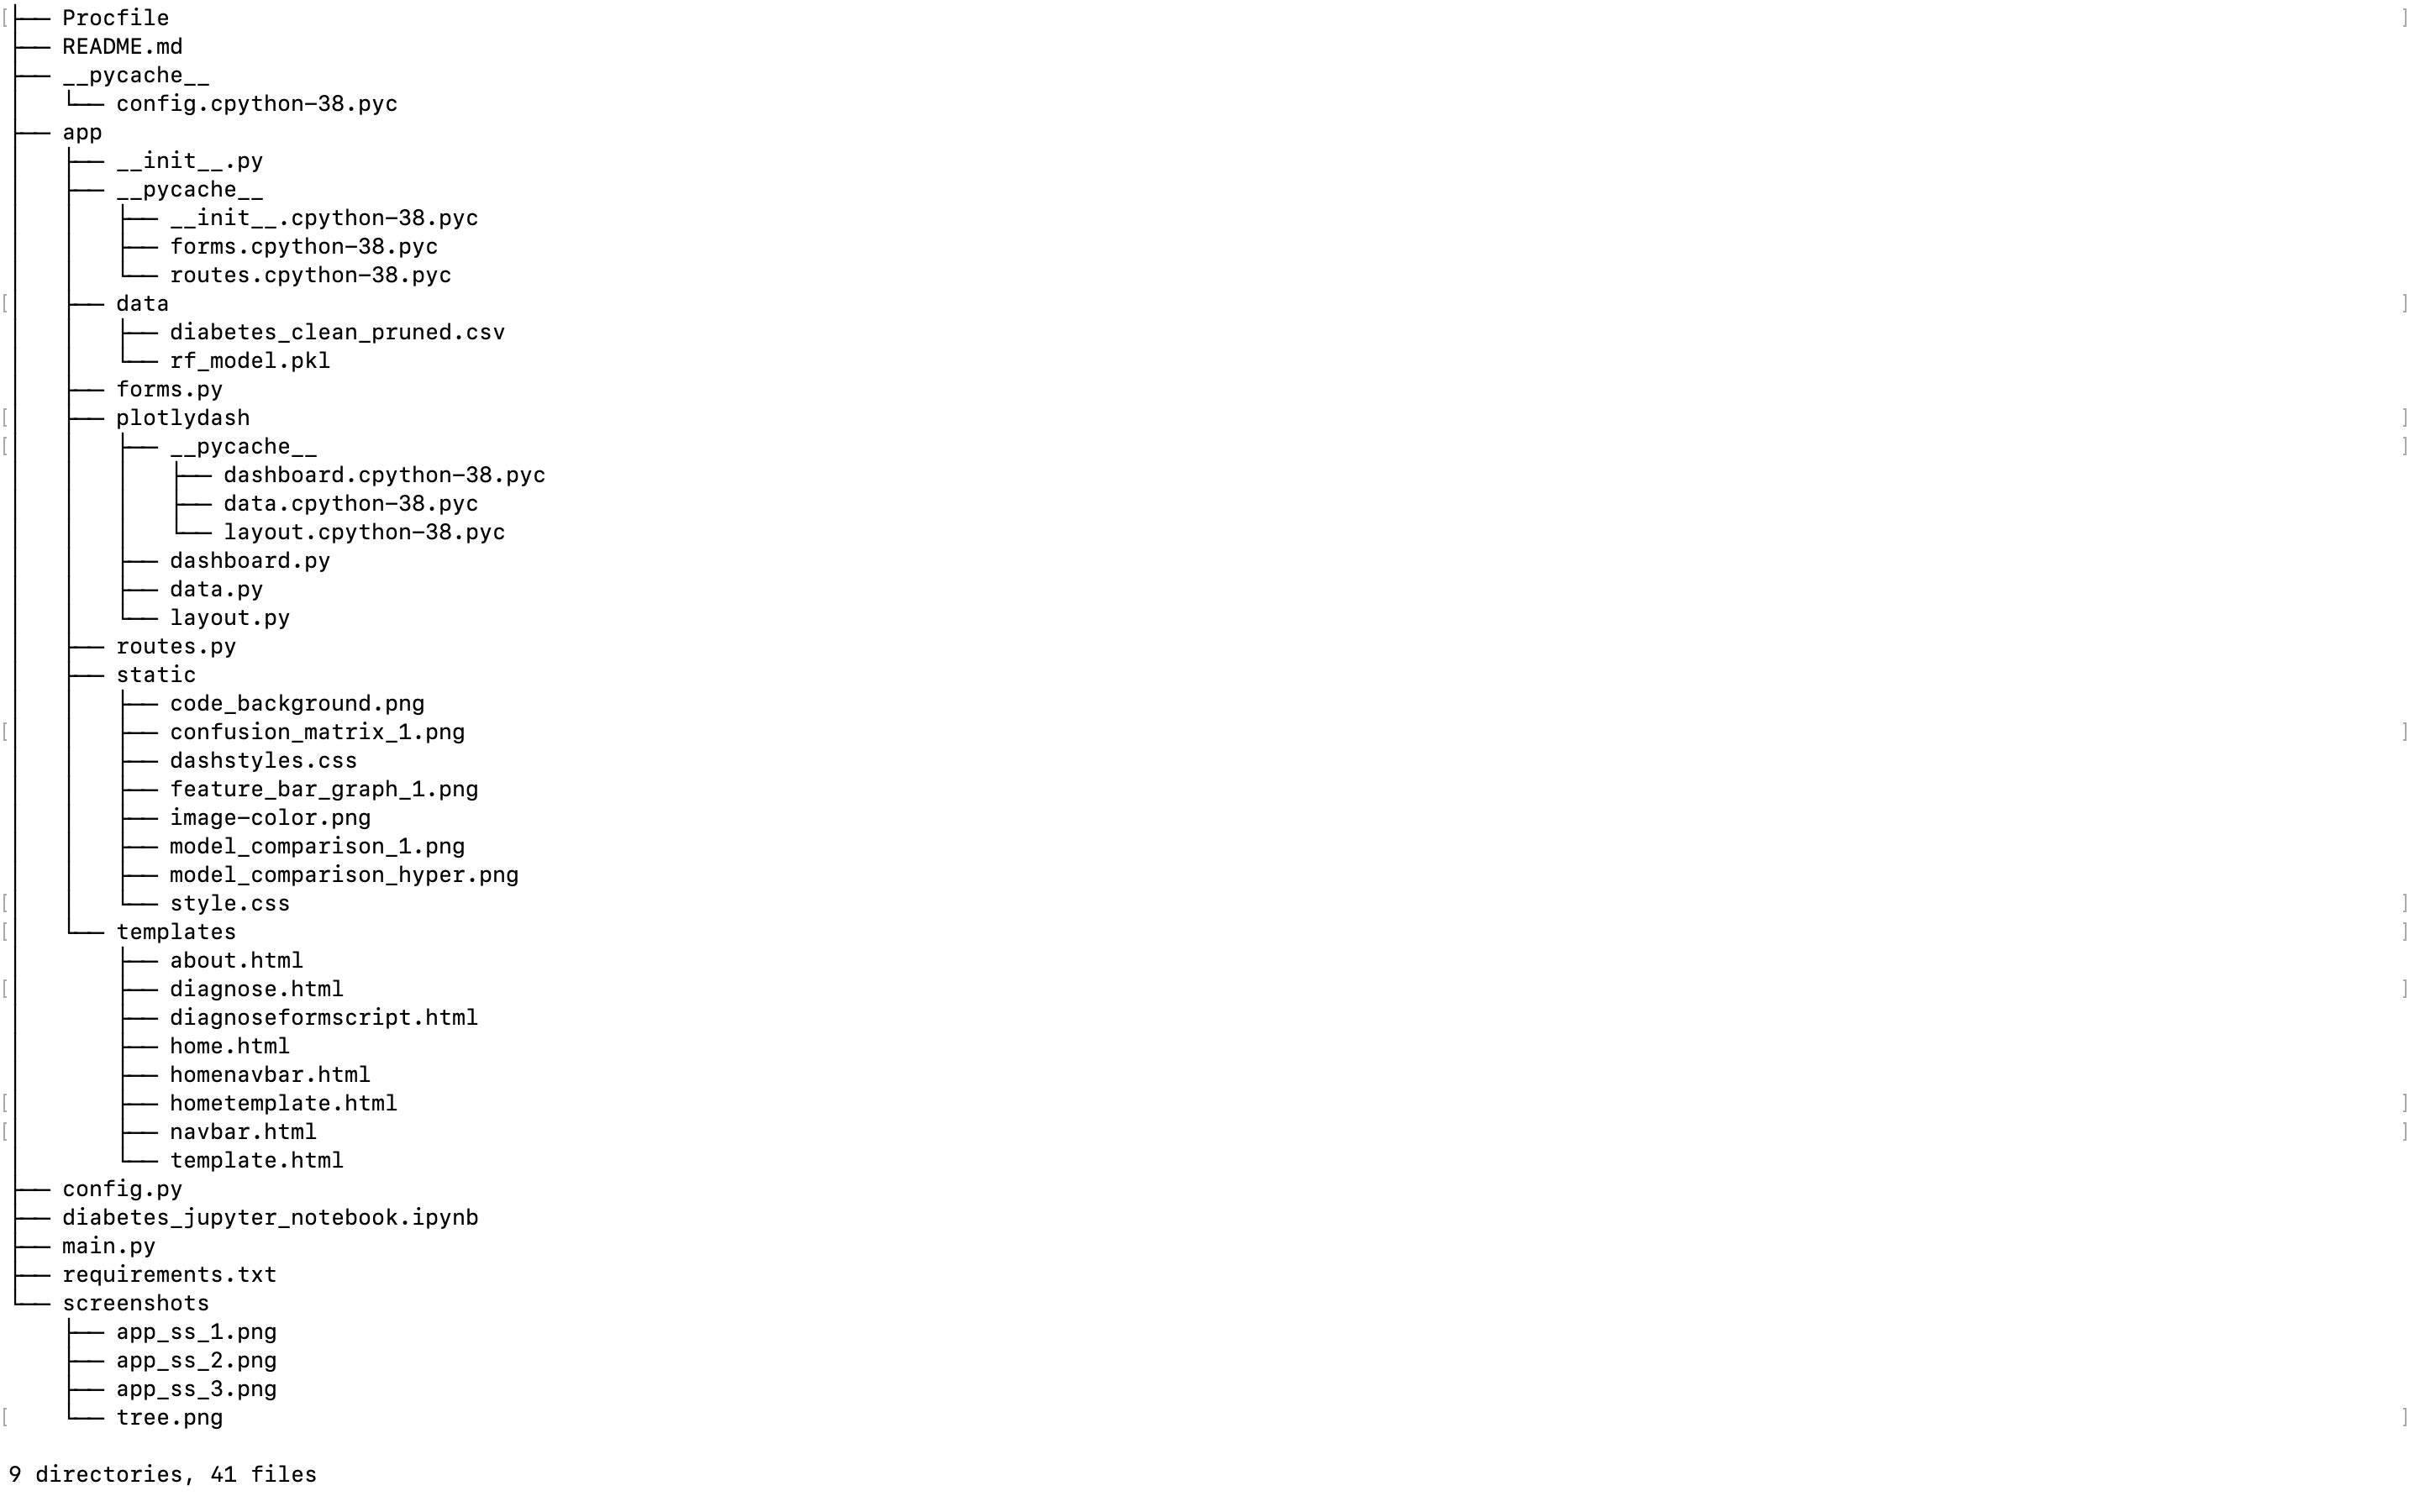 [├── Procfile ]
├── README.md
├── __pycache__
│   └── config.cpython-38.pyc
├── app
│   ├── __init__.py
│   ├── __pycache__
│   │   ├── __init__.cpython-38.pyc
│   │   ├── forms.cpython-38.pyc
│   │   └── routes.cpython-38.pyc
[│   ├── data ]
│   │   ├── diabetes_clean_pruned.csv
│   │   └── rf_model.pkl
│   ├── forms.py
[│   ├── plotlydash ]
[│   │   ├── __pycache__ ]
│   │   │   ├── dashboard.cpython-38.pyc
│   │   │   ├── data.cpython-38.pyc
│   │   │   └── layout.cpython-38.pyc
│   │   ├── dashboard.py
│   │   ├── data.py
│   │   └── layout.py
│   ├── routes.py
│   ├── static
│   │   ├── code_background.png
[│   │   ├── confusion_matrix_1.png ]
│   │   ├── dashstyles.css
│   │   ├── feature_bar_graph_1.png
│   │   ├── image-color.png
│   │   ├── model_comparison_1.png
│   │   ├── model_comparison_hyper.png
[│   │   └── style.css ]
[│   └── templates ]
│       ├── about.html
[│       ├── diagnose.html ]
│       ├── diagnoseformscript.html
│       ├── home.html
│       ├── homenavbar.html
[│       ├── hometemplate.html ]
[│       ├── navbar.html ]
│       └── template.html
├── config.py
├── diabetes_jupyter_notebook.ipynb
├── main.py
├── requirements.txt
└── screenshots
    ├── app_ss_1.png
    ├── app_ss_2.png
    ├── app_ss_3.png
[    └── tree.png ]
9 directories, 41 files